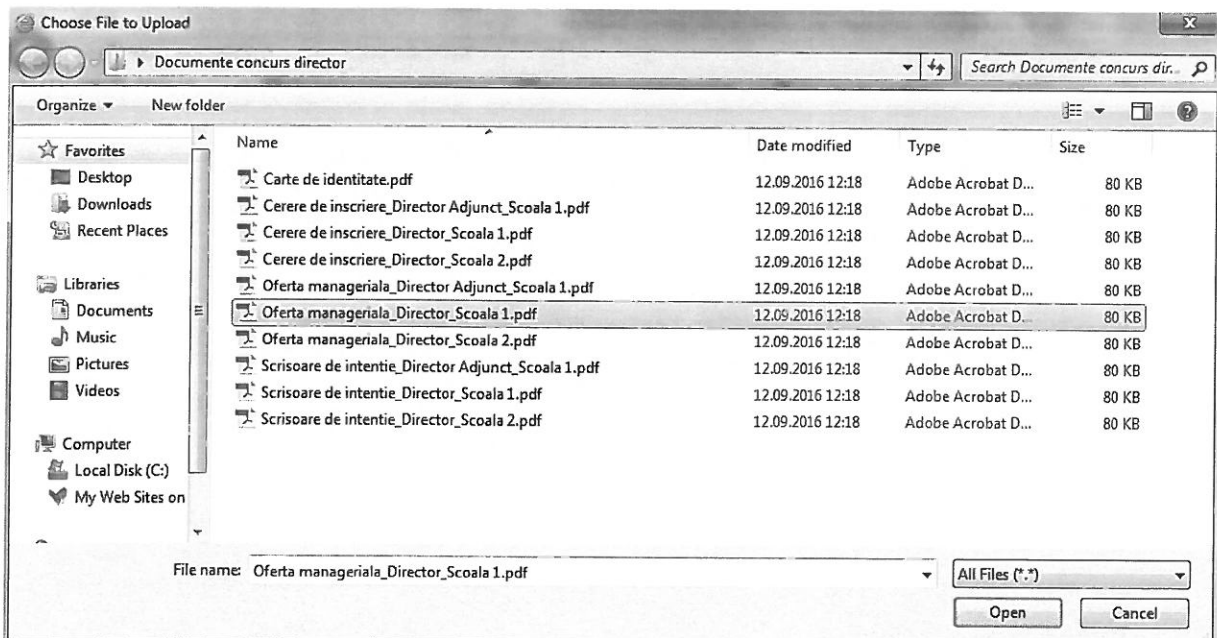 Choose File to Upload
Documente concurs director
Search Documente concurs dir...
Organize
New folder
Name
Date modified
Type
Size
Favorites
Desktop
Downloads
Recent Places
Libraries
Documents
Music
Pictures
Videos
Computer
Local Disk (C:)
My Web Sites on
Carte de identitate.pdf 12.09.2016 12:18 Adobe Acrobat D... 80 KB
Cerere de inscriere_Director Adjunct_Scoala 1.pdf 12.09.2016 12:18 Adobe Acrobat D... 80 KB
Cerere de inscriere_Director_Scoala 1.pdf 12.09.2016 12:18 Adobe Acrobat D... 80 KB
Cerere de inscriere_Director_Scoala 2.pdf 12.09.2016 12:18 Adobe Acrobat D... 80 KB
Oferta manageriala_Director Adjunct_Scoala 1.pdf 12.09.2016 12:18 Adobe Acrobat D... 80 KB
Oferta manageriala_Director_Scoala 1.pdf 12.09.2016 12:18 Adobe Acrobat D... 80 KB
Oferta manageriala_Director_Scoala 2.pdf 12.09.2016 12:18 Adobe Acrobat D... 80 KB
Scrisoare de intentie_Director Adjunct_Scoala 1.pdf 12.09.2016 12:18 Adobe Acrobat D... 80 KB
Scrisoare de intentie_Director_Scoala 1.pdf 12.09.2016 12:18 Adobe Acrobat D... 80 KB
Scrisoare de intentie_Director_Scoala 2.pdf 12.09.2016 12:18 Adobe Acrobat D... 80 KB
File name: Oferta manageriala_Director_Scoala 1.pdf
All Files (*.*)
Open
Cancel